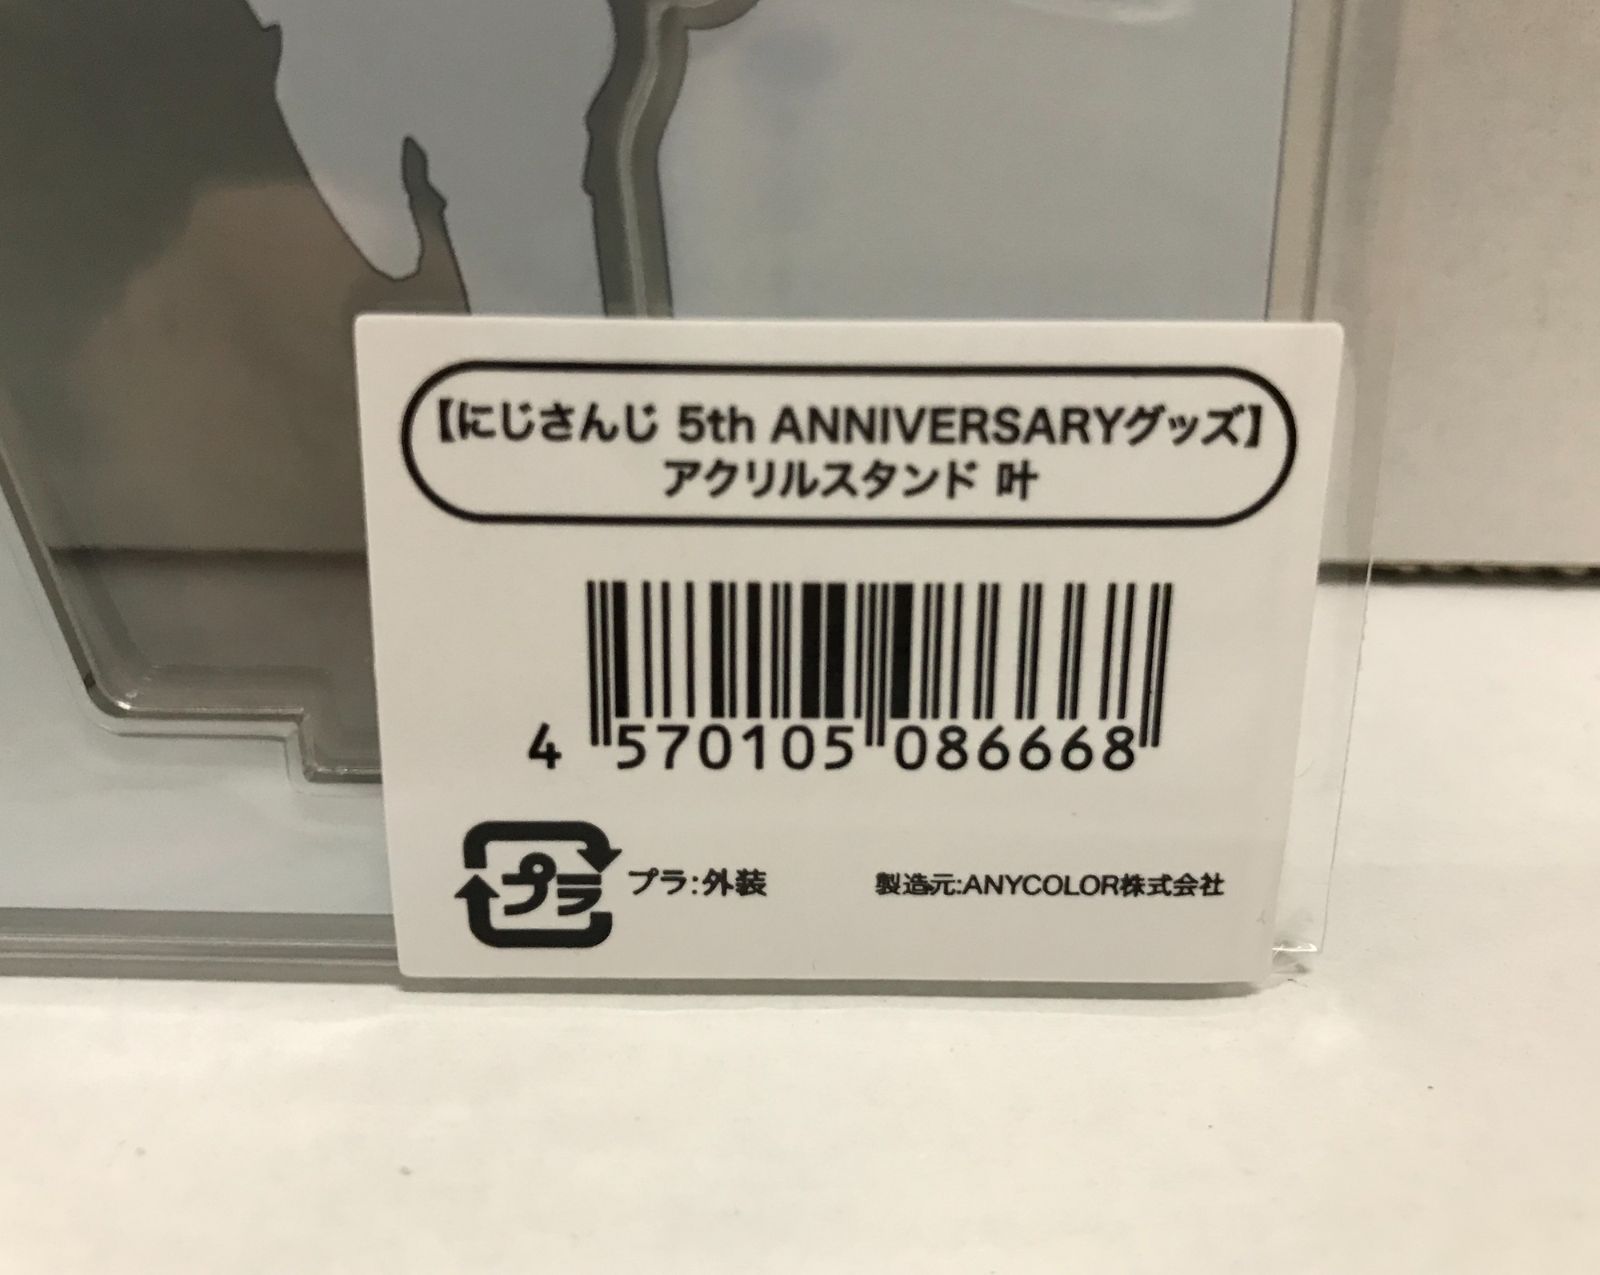 【にじさんじ 5th ANNIVERSARYグッズ】
アクリルスタンド 叶
4 570105 086668
プラ
プラ:外装
製造元:ANYCOLOR株式会社